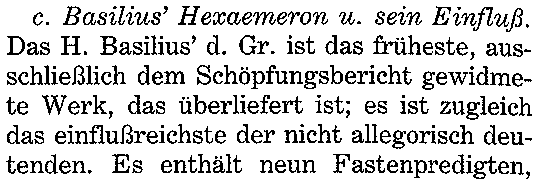 c. Basilius' Hexaemeron u. sein Einfluß.
Das H. Basilius' d. Gr. ist das früheste, aus-
schließlich dem Schöpfungsbericht gewidme-
te Werk, das überliefert ist; es ist zugleich
das einflußreichste der nicht allegorisch deu-
tenden. Es enthält neun Fastenpredigten,